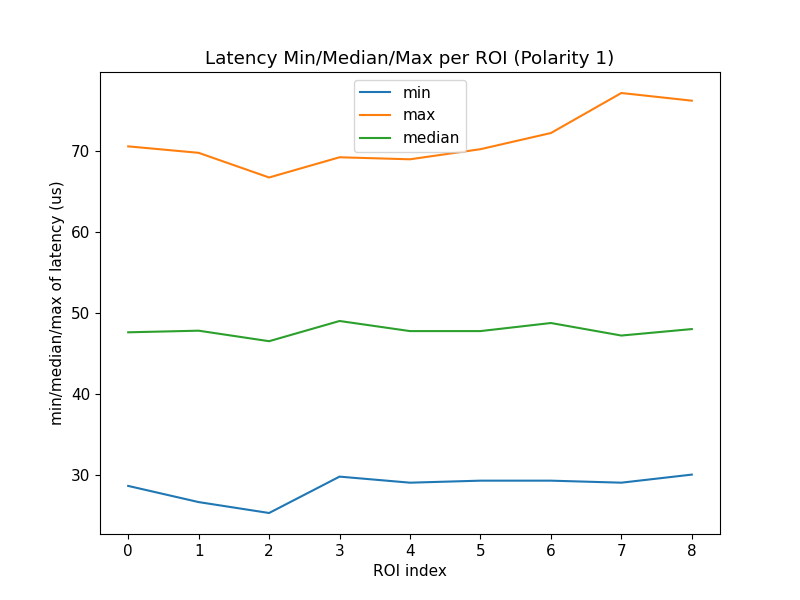 Latency Min/Median/Max per ROI (Polarity 1)
min
max
median
70
60
50
40
30
min/median/max of latency (us)
0 1 2 3 4 5 6 7 8
ROI index